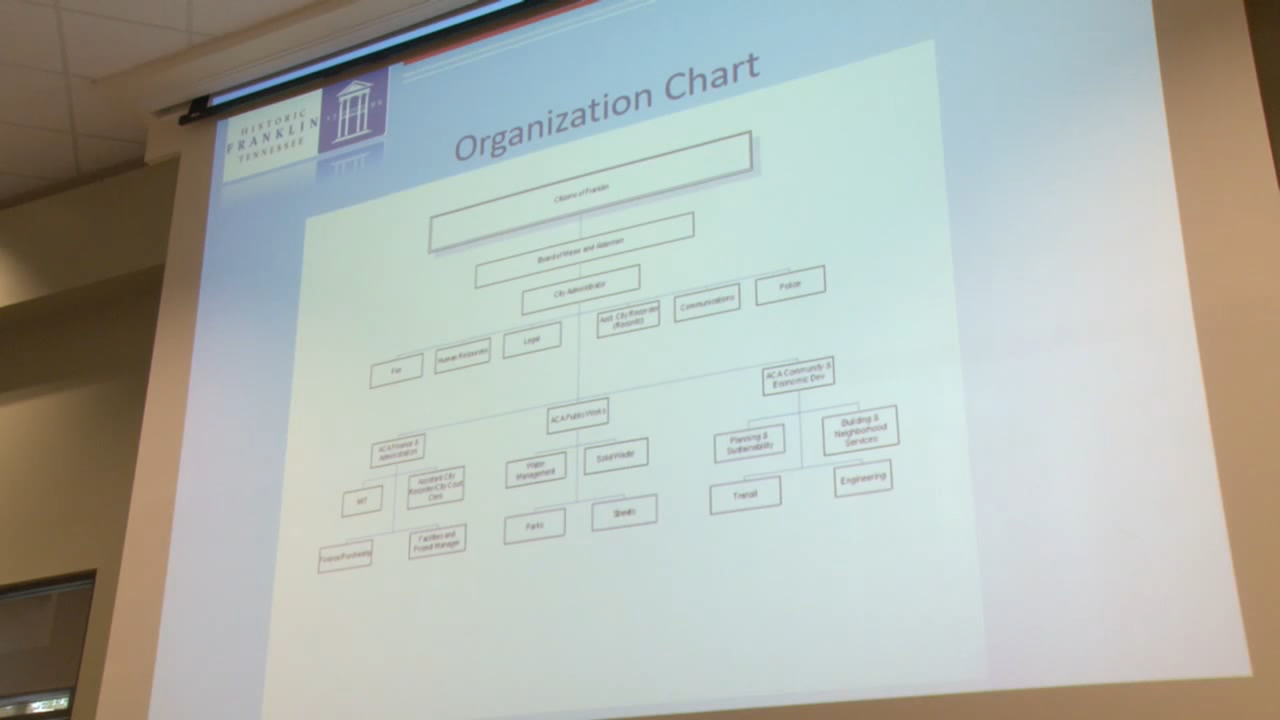 HISTORIC
FRANKLIN
TENNESSEE
Organization Chart
Citizens of Franklin
Board of Mayor and Aldermen
City Administrator
Fire
Human Resources
Legal
Asst. City Recorder
(Records)
Communications
Police
ACA Finance &
Administration
ACA Public Works
ACA Community &
Economic Dev
MIT
Assistant City
Recorder/City Court
Clerk
Finance/Purchasing
Facilities and
Project Manager
Water
Management
Solid Waste
Parks
Streets
Planning &
Sustainability
Building &
Neighborhood
Services
Transit
Engineering